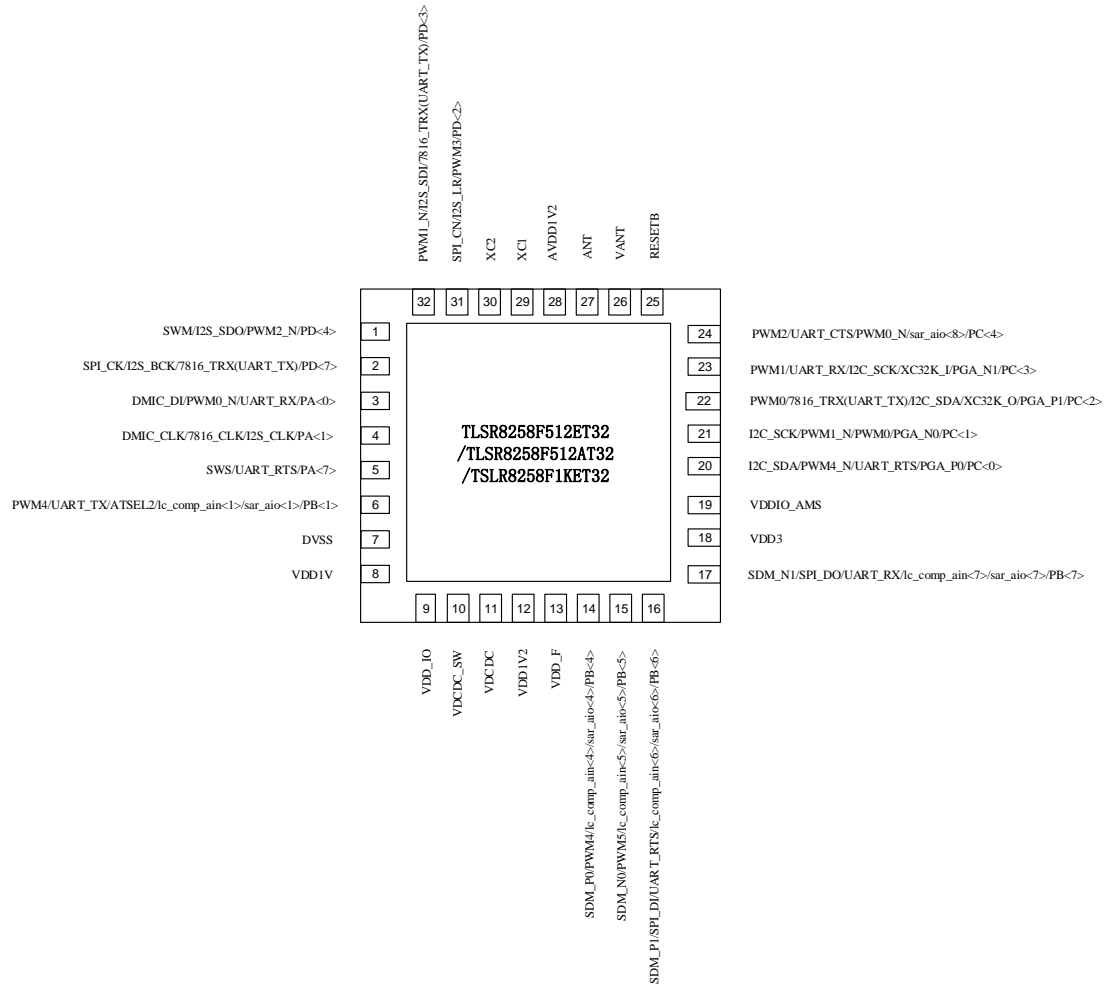 PWM1_N/I2S_SDI/7816_TRX(UART_TX)/PD<3>
SPI_CN/I2S_LR/PWM3/PD<2>
XC2
XC1
AVDD1V2
ANT
VANT
RESETB
32
31
30
29
28
27
26
25
SWM/I2S_SDO/PWM2_N/PD<4>
1
SPI_CK/I2S_BCK/7816_TRX(UART_TX)/PD<7>
2
DMIC_DI/PWM0_N/UART_RX/PA<0>
3
DMIC_CLK/7816_CLK/I2S_CLK/PA<1>
4
SWS/UART_RTS/PA<7>
5
PWM4/UART_TX/ATSEL2/lc_comp_ain<1>/sar_aio<1>/PB<1>
6
DVSS
7
VDD1V
8
TLSR8258F512ET32
/TLSR8258F512AT32
/TSLR8258F1KET32
24
PWM2/UART_CTS/PWM0_N/sar_aio<8>/PC<4>
23
PWM1/UART_RX/I2C_SCK/XC32K_I/PGA_N1/PC<3>
22
PWM0/7816_TRX(UART_TX)/I2C_SDA/XC32K_O/PGA_P1/PC<2>
21
I2C_SCK/PWM1_N/PWM0/PGA_N0/PC<1>
20
I2C_SDA/PWM4_N/UART_RTS/PGA_P0/PC<0>
19
VDDIO_AMS
18
VDD3
17
SDM_N1/SPI_DO/UART_RX/lc_comp_ain<7>/sar_aio<7>/PB<7>
9
10
11
12
13
14
15
16
VDD_IO
VDCDC_SW
VDCDC
VDD1V2
VDD_F
SDM_P0/PWM4/lc_comp_ain<4>/sar_aio<4>/PB<4>
SDM_N0/PWM5/lc_comp_ain<5>/sar_aio<5>/PB<5>
SDM_P1/SPI_DI/UART_RTS/lc_comp_ain<6>/sar_aio<6>/PB<6>